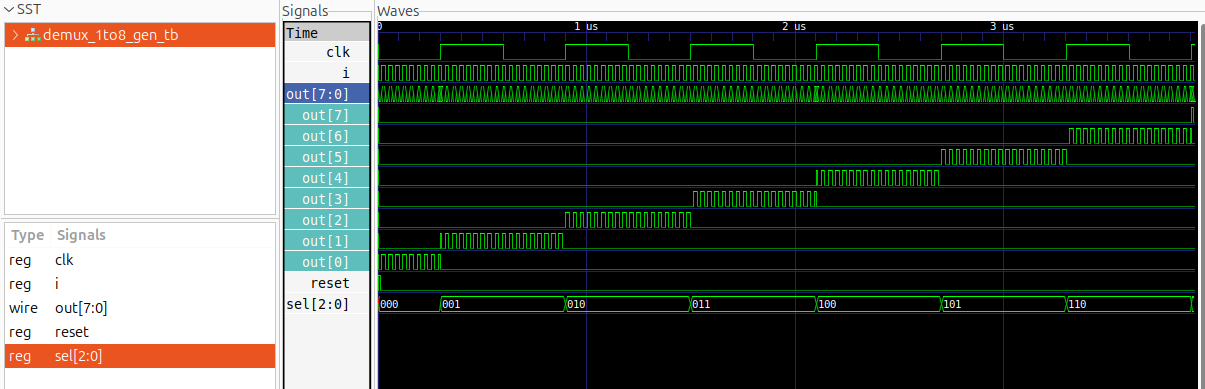 SST
demux_1to8_gen_tb
Type Signals
reg clk
reg i
wire out[7:0]
reg reset
reg sel[2:0]
Signals
Time
clk
i
out[7:0]
out[7]
out[6]
out[5]
out[4]
out[3]
out[2]
out[1]
out[0]
reset
sel[2:0]
Waves
0 1 us 2 us 3 us
000 001 010 011 100 101 110